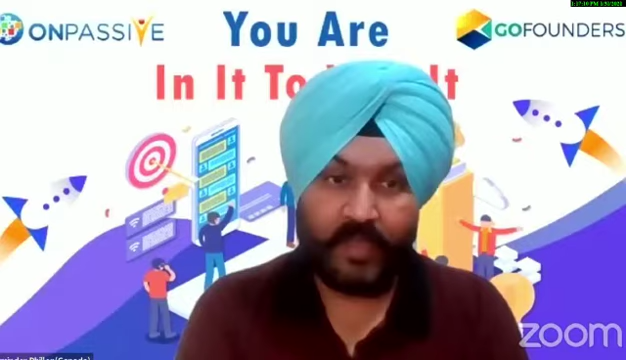 ONPASSIVE
You Are
GOFOUNDERS
In It To It
zoom